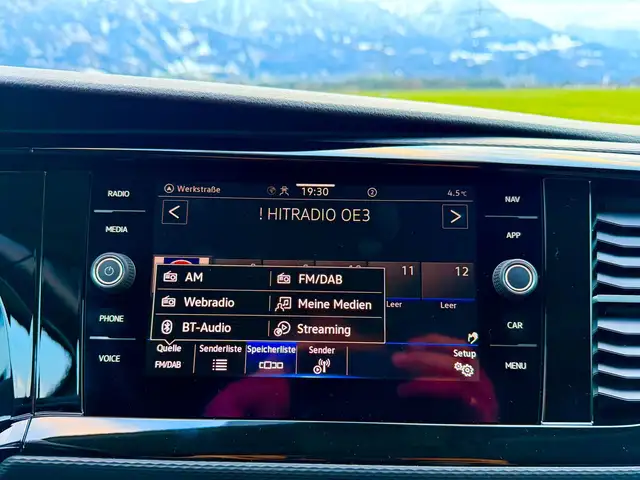 RADIO
MEDIA
PHONE
VOICE
Werkstraße
19:30
2
4.5°C
! HITRADIO OE3
11
12
Leer
Leer
AM
FM/DAB
Webradio
Meine Medien
BT-Audio
Streaming
Quelle
FM/DAB
Senderliste
Speicherliste
Sender
Setup
NAV
APP
CAR
MENU